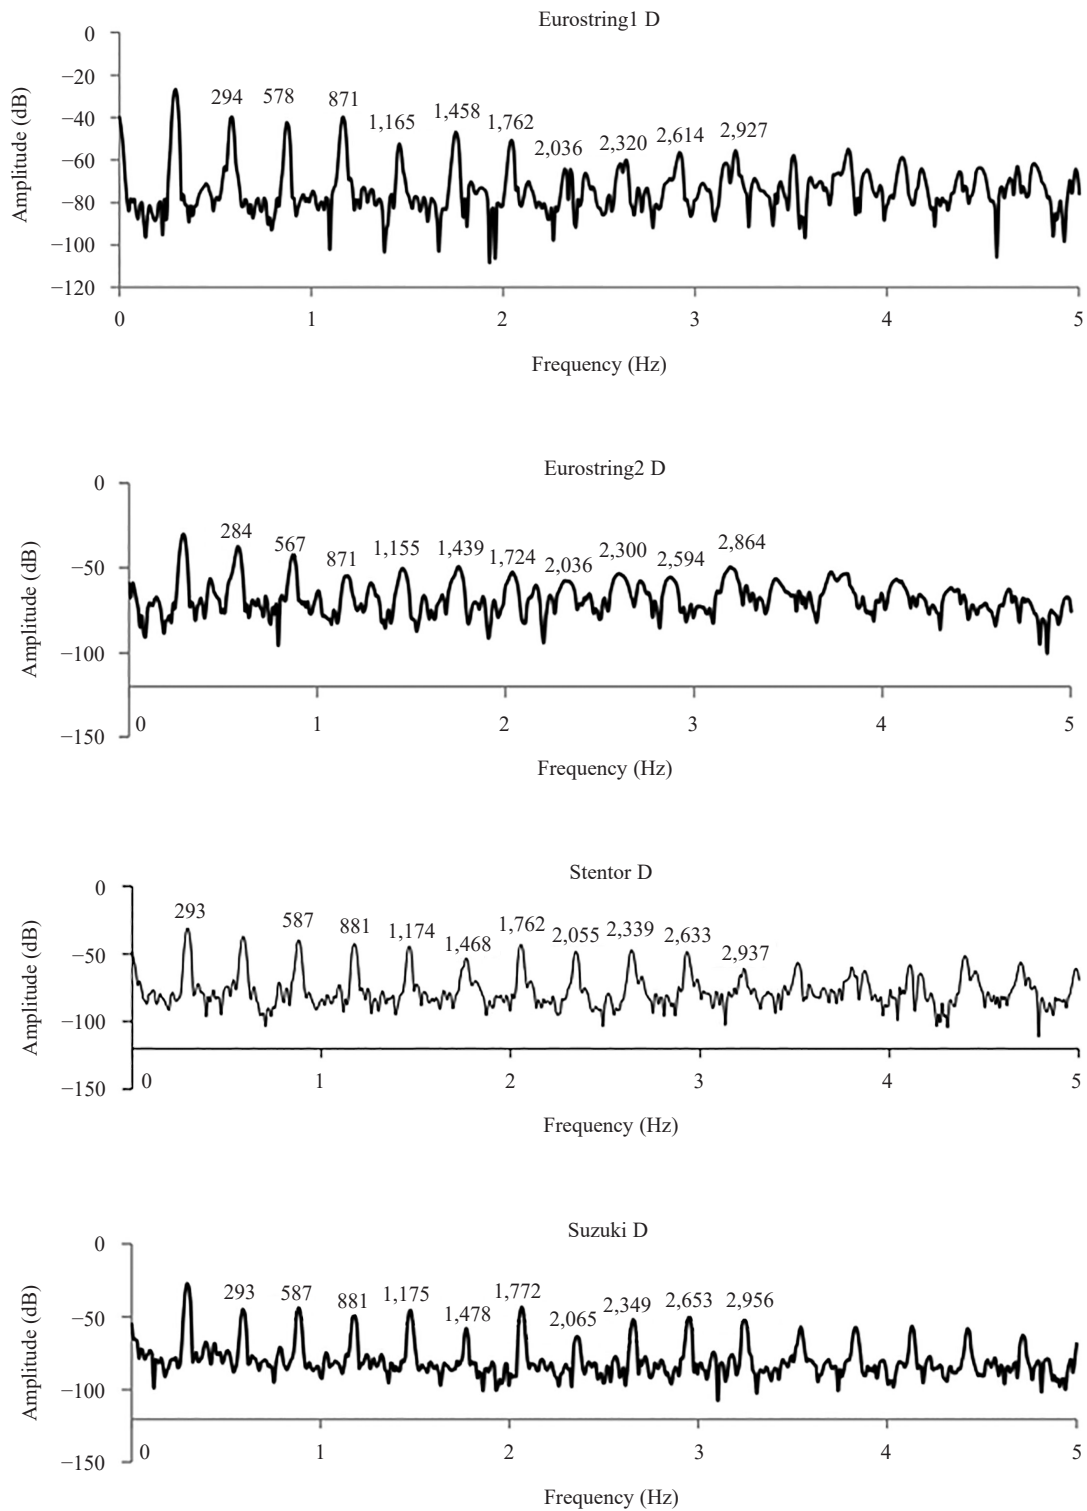 Eurostring1 D
0
−20
−40
−60
−80
−100
−120
Amplitude (dB)
294 578 871 1,165 1,458 1,762 2,036 2,320 2,614 2,927
0 1 2 3 4 5
Frequency (Hz)
Eurostring2 D
0
−50
−100
−150
Amplitude (dB)
284 567 871 1,155 1,439 1,724 2,036 2,300 2,594 2,864
0 1 2 3 4 5
Frequency (Hz)
Stentor D
0
−50
−100
−150
Amplitude (dB)
293 587 881 1,174 1,468 1,762 2,055 2,339 2,633 2,937
0 1 2 3 4 5
Frequency (Hz)
Suzuki D
0
−50
−100
−150
Amplitude (dB)
293 587 881 1,175 1,478 1,772 2,065 2,349 2,653 2,956
0 1 2 3 4 5
Frequency (Hz)